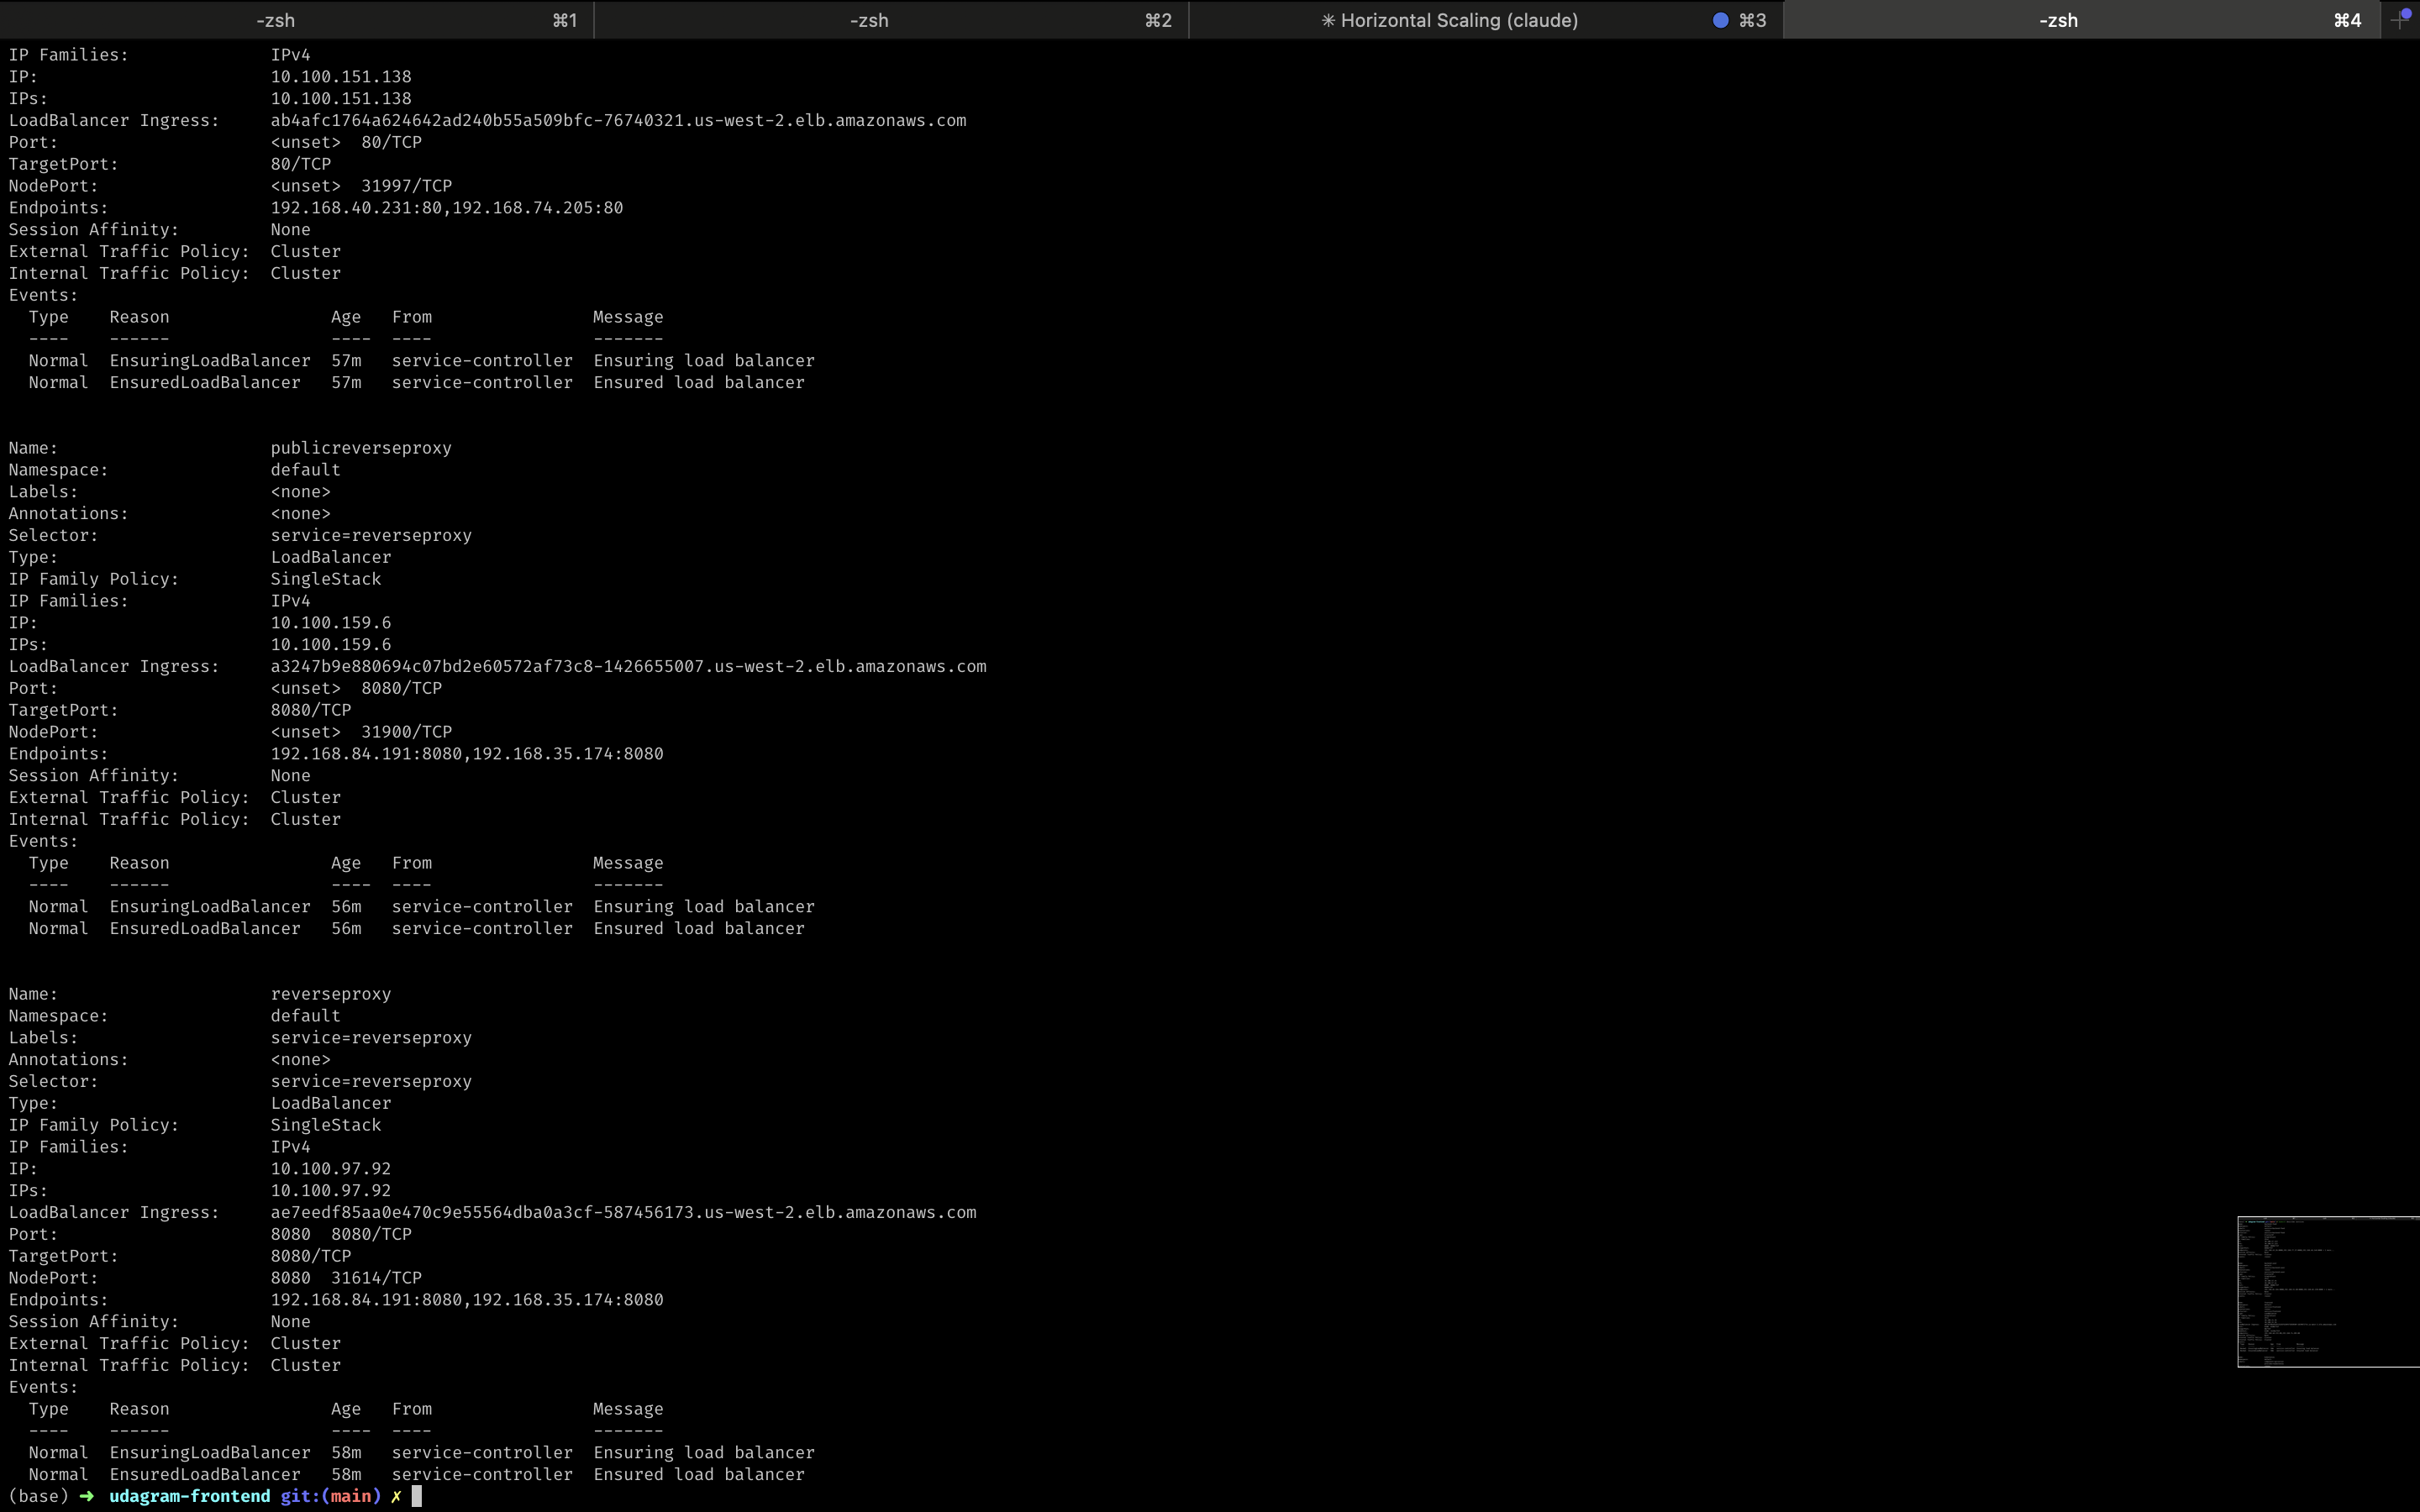 -zsh ⌘1 -zsh ⌘2 ✳ Horizontal Scaling (claude) ⌘3 -zsh ⌘4
IP Families:              IPv4
IP:                       10.100.151.138
IPs:                      10.100.151.138
LoadBalancer Ingress:     ab4afc1764a624642ad240b55a509bfc-76740321.us-west-2.elb.amazonaws.com
Port:                     <unset>  80/TCP
TargetPort:               80/TCP
NodePort:                 <unset>  31997/TCP
Endpoints:                192.168.40.231:80,192.168.74.205:80
Session Affinity:         None
External Traffic Policy:  Cluster
Internal Traffic Policy:  Cluster
Events:
  Type    Reason                Age   From                Message
  ----    ------                ----  ----                -------
  Normal  EnsuringLoadBalancer  57m   service-controller  Ensuring load balancer
  Normal  EnsuredLoadBalancer   57m   service-controller  Ensured load balancer
Name:                     publicreverseproxy
Namespace:                default
Labels:                   <none>
Annotations:              <none>
Selector:                 service=reverseproxy
Type:                     LoadBalancer
IP Family Policy:         SingleStack
IP Families:              IPv4
IP:                       10.100.159.6
IPs:                      10.100.159.6
LoadBalancer Ingress:     a3247b9e880694c07bd2e60572af73c8-1426655007.us-west-2.elb.amazonaws.com
Port:                     <unset>  8080/TCP
TargetPort:               8080/TCP
NodePort:                 <unset>  31900/TCP
Endpoints:                192.168.84.191:8080,192.168.35.174:8080
Session Affinity:         None
External Traffic Policy:  Cluster
Internal Traffic Policy:  Cluster
Events:
  Type    Reason                Age   From                Message
  ----    ------                ----  ----                -------
  Normal  EnsuringLoadBalancer  56m   service-controller  Ensuring load balancer
  Normal  EnsuredLoadBalancer   56m   service-controller  Ensured load balancer
Name:                     reverseproxy
Namespace:                default
Labels:                   service=reverseproxy
Annotations:              <none>
Selector:                 service=reverseproxy
Type:                     LoadBalancer
IP Family Policy:         SingleStack
IP Families:              IPv4
IP:                       10.100.97.92
IPs:                      10.100.97.92
LoadBalancer Ingress:     ae7eedf85aa0e470c9e55564dba0a3cf-587456173.us-west-2.elb.amazonaws.com
Port:                     8080  8080/TCP
TargetPort:               8080/TCP
NodePort:                 8080  31614/TCP
Endpoints:                192.168.84.191:8080,192.168.35.174:8080
Session Affinity:         None
External Traffic Policy:  Cluster
Internal Traffic Policy:  Cluster
Events:
  Type    Reason                Age   From                Message
  ----    ------                ----  ----                -------
  Normal  EnsuringLoadBalancer  58m   service-controller  Ensuring load balancer
  Normal  EnsuredLoadBalancer   58m   service-controller  Ensured load balancer
(base) ➜ udagram-frontend git:(main) ✗